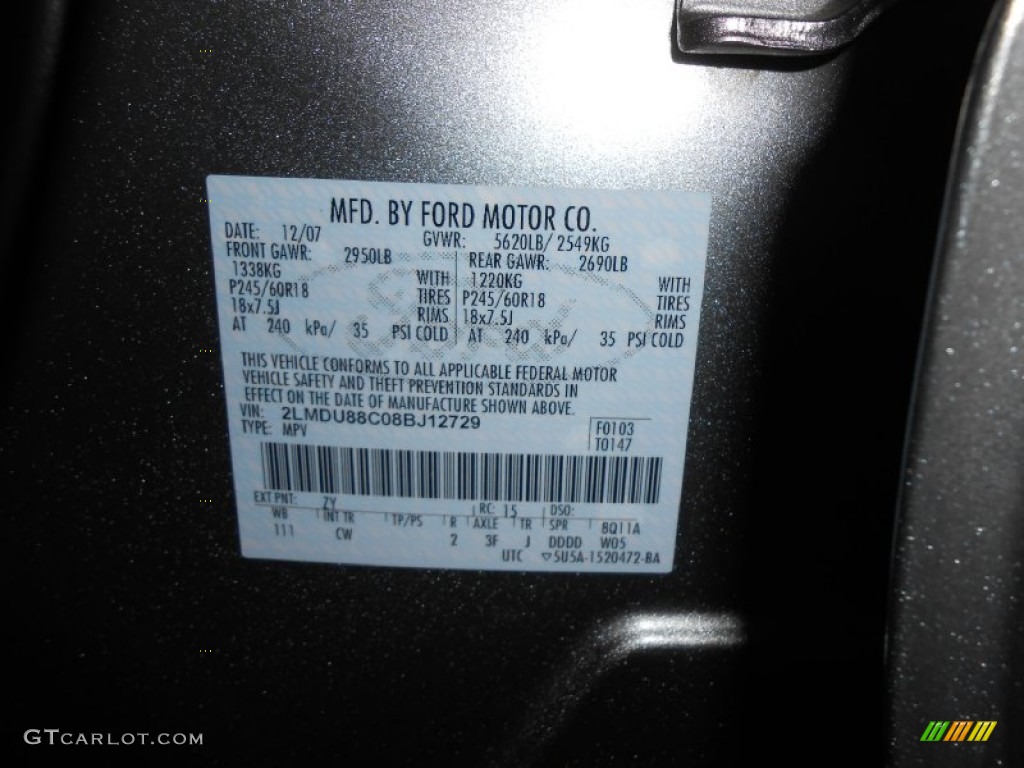 MFD. BY FORD MOTOR CO.
DATE: 12/07 GVWR: 5620LB/ 2549KG
FRONT GAWR: 2950LB REAR GAWR: 2690LB
1338KG WITH 1220KG WITH
P245/60R18 TIRES P245/60R18 TIRES
18x7.5J RIMS 18x7.5J RIMS
AT 240 kPa/ 35 PSI COLD AT 240 kPa/ 35 PSI COLD
THIS VEHICLE CONFORMS TO ALL APPLICABLE FEDERAL MOTOR
VEHICLE SAFETY AND THEFT PREVENTION STANDARDS IN
EFFECT ON THE DATE OF MANUFACTURE SHOWN ABOVE.
VIN: 2LMDU88C08BJ12729
TYPE: MPV
F0103
T0147
EXT PNT: ZY RC: 15 DSO:
WB INT TR TP/PS R AXLE TR SPR 8Q11A
111 CW 2 3F J DDDD W05
UTC ▽5U5A-1520472-BA
GTCARLOT.COM